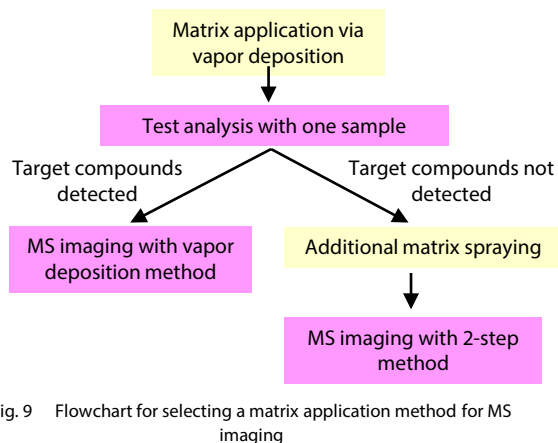 Matrix application via
vapor deposition
Test analysis with one sample
Target compounds
detected
Target compounds not
detected
MS imaging with vapor
deposition method
Additional matrix spraying
MS imaging with 2-step
method
ig. 9 Flowchart for selecting a matrix application method for MS
imaging